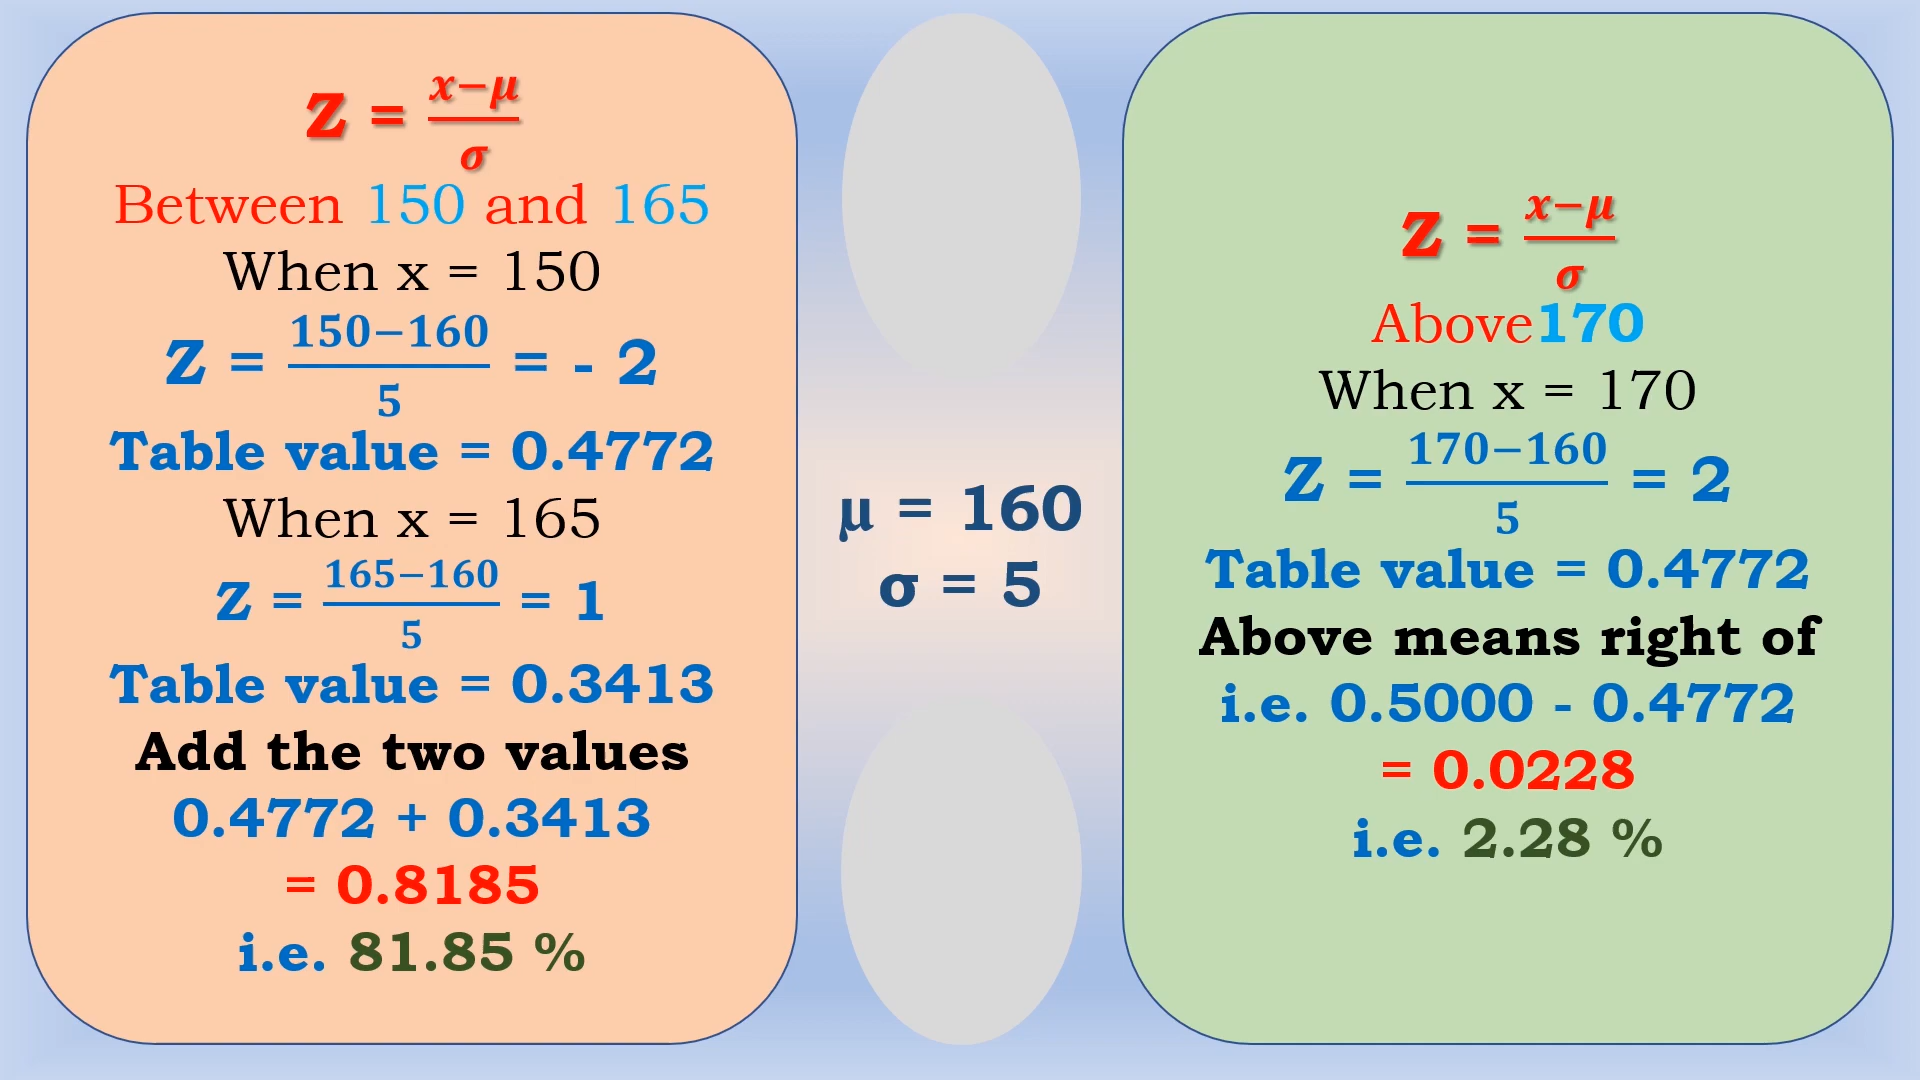 Z = x−μ / σ
Between 150 and 165
When x = 150
Z = 150−160 / 5 = - 2
Table value = 0.4772
When x = 165
Z = 165−160 / 5 = 1
Table value = 0.3413
Add the two values
0.4772 + 0.3413
= 0.8185
i.e. 81.85 %
μ = 160
σ = 5
Z = x−μ / σ
Above170
When x = 170
Z = 170−160 / 5 = 2
Table value = 0.4772
Above means right of
i.e. 0.5000 - 0.4772
= 0.0228
i.e. 2.28 %